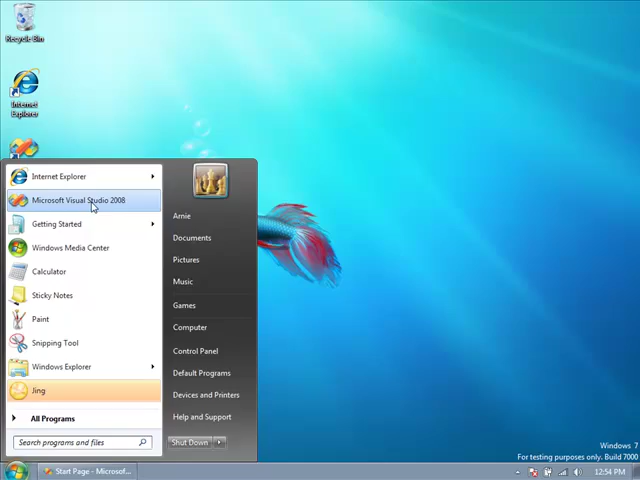 Recycle Bin
Internet
Explorer
Internet Explorer
Microsoft Visual Studio 2008
Getting Started
Windows Media Center
Calculator
Sticky Notes
Paint
Snipping Tool
Windows Explorer
Jing
All Programs
Search programs and files
Arnie
Documents
Pictures
Music
Games
Computer
Control Panel
Default Programs
Devices and Printers
Help and Support
Shut Down
Windows 7
For testing purposes only. Build 7000
Start Page - Microsof...
12:54 PM